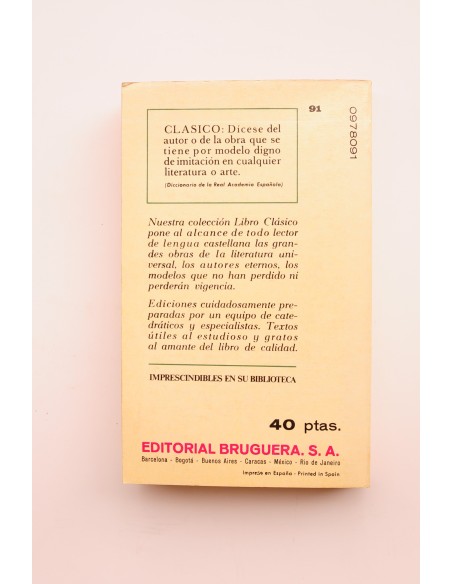 91
0978091
CLASICO: Dícese del
autor o de la obra que se
tiene por modelo digno
de imitación en cualquier
literatura o arte.
(Diccionario de la Real Academia Española)
Nuestra colección Libro Clásico
pone al alcance de todo lector
de lengua castellana las gran-
des obras de la literatura uni-
versal, los autores eternos, los
modelos que no han perdido ni
perderán vigencia.
Ediciones cuidadosamente pre-
paradas por un equipo de cate-
dráticos y especialistas. Textos
útiles al estudioso y gratos
al amante del libro de calidad.
IMPRESCINDIBLES EN SU BIBLIOTECA
40 ptas.
EDITORIAL BRUGUERA. S. A.
Barcelona - Bogotá - Buenos Aires - Caracas - México - Río de Janeiro
Impreso en España - Printed in Spain